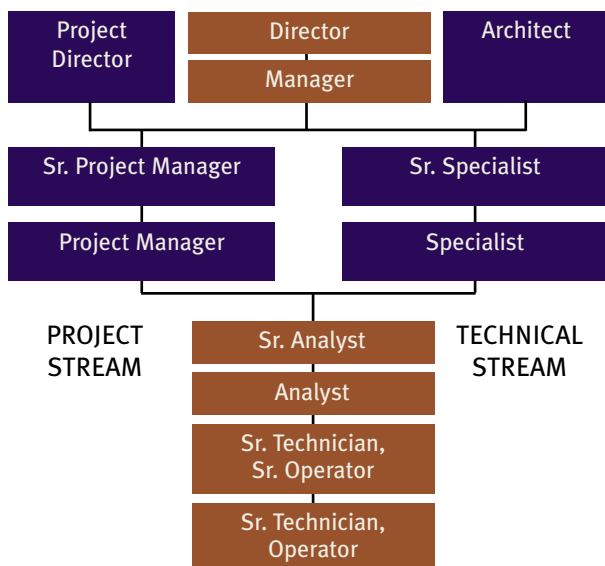 Project
Director
Director
Manager
Architect
Sr. Project Manager
Sr. Specialist
Project Manager
Specialist
PROJECT
STREAM
Sr. Analyst
TECHNICAL
STREAM
Analyst
Sr. Technician,
Sr. Operator
Sr. Technician,
Operator